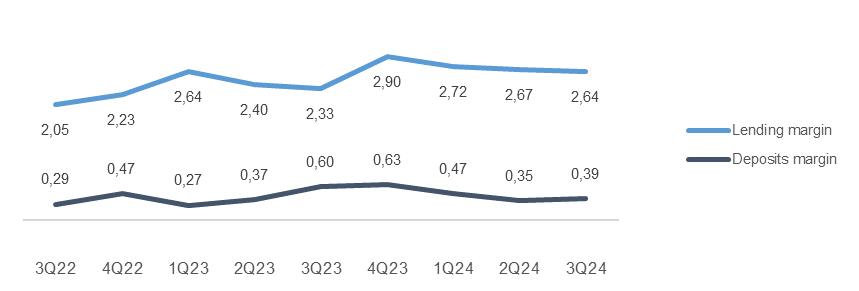 2,05 2,23 2,64 2,40 2,33 2,90 2,72 2,67 2,64
0,29 0,47 0,27 0,37 0,60 0,63 0,47 0,35 0,39
3Q22 4Q22 1Q23 2Q23 3Q23 4Q23 1Q24 2Q24 3Q24
Lending margin
Deposits margin